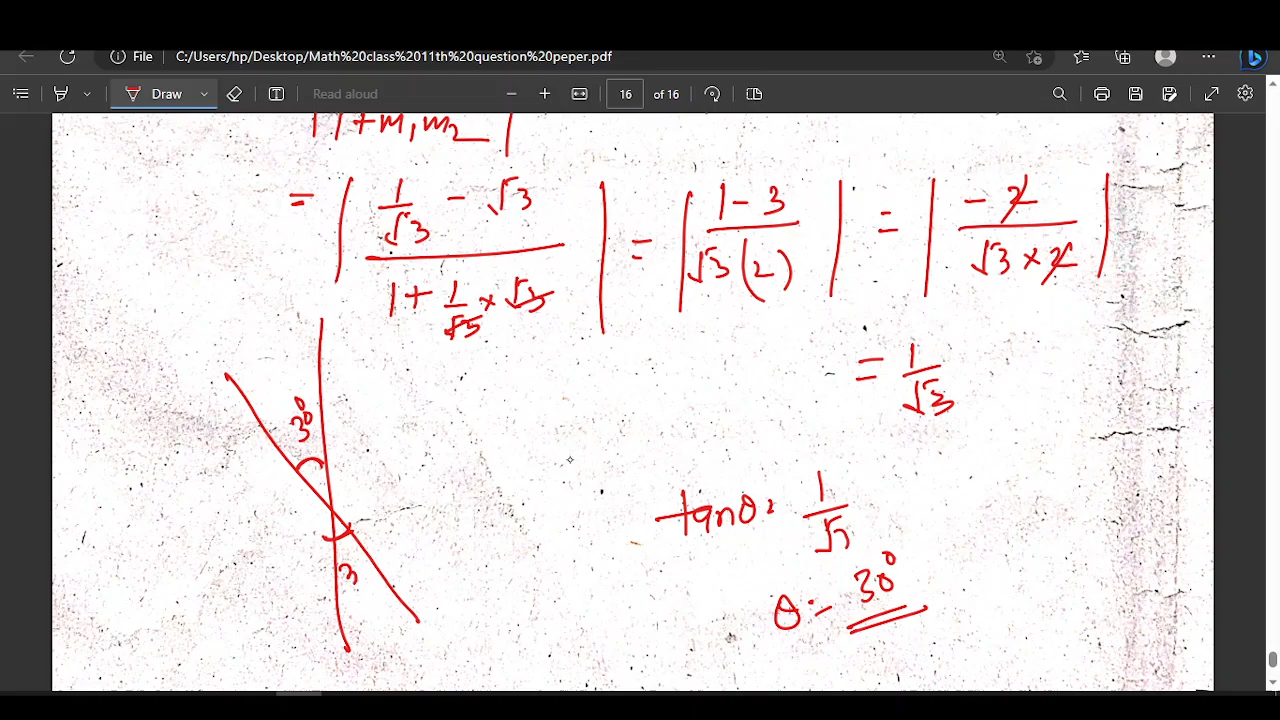 File C:/Users/hp/Desktop/Math%20class%2011th%20question%20peper.pdf
Draw Read aloud 16 of 16
|1+m₁m₂|
= |(1/√3 - √3)/(1 + 1/√3 × √3)| = |(1-3)/(√3(2))| = |(-2)/(√3×2)|
= 1/√3
30°
3
tanθ = 1/√3
θ = 30°